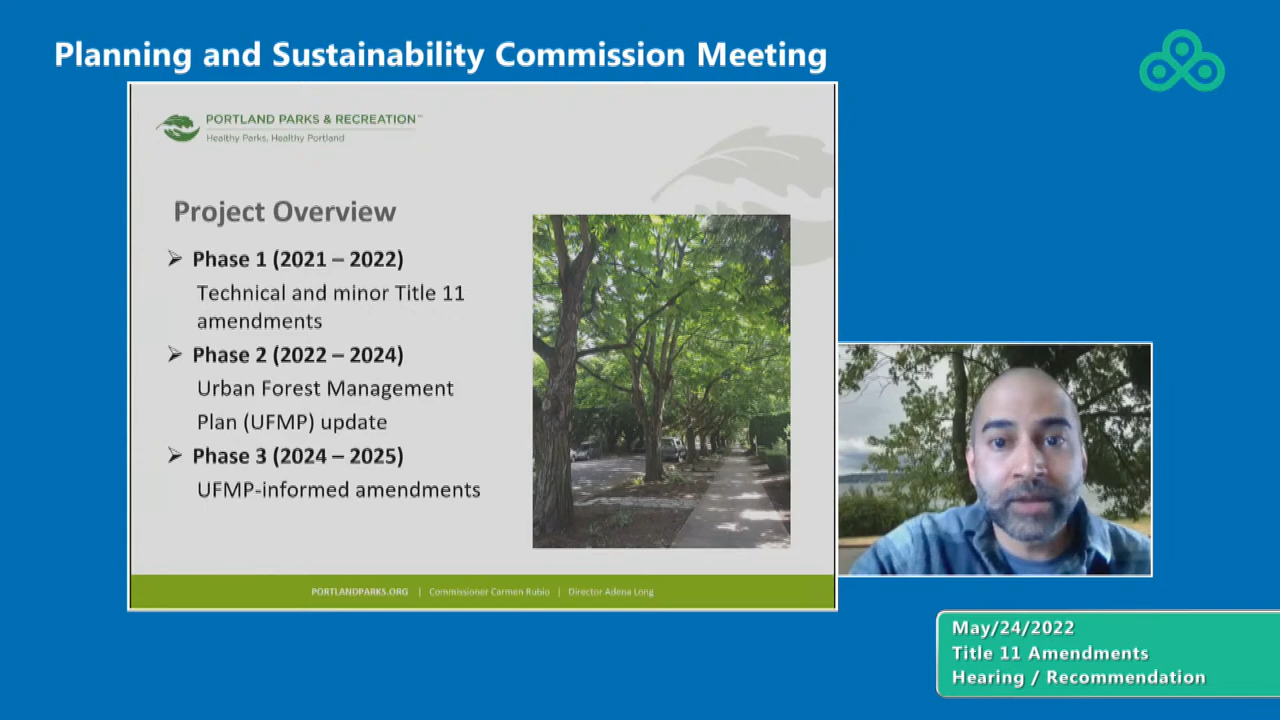 Planning and Sustainability Commission Meeting
PORTLAND PARKS & RECREATION™
Healthy Parks, Healthy Portland
Project Overview
➢ Phase 1 (2021 – 2022)
Technical and minor Title 11
amendments
➢ Phase 2 (2022 – 2024)
Urban Forest Management
Plan (UFMP) update
➢ Phase 3 (2024 – 2025)
UFMP-informed amendments
PORTLANDPARKS.ORG | Commissioner Carmen Rubio | Director Adena Long
May/24/2022
Title 11 Amendments
Hearing / Recommendation